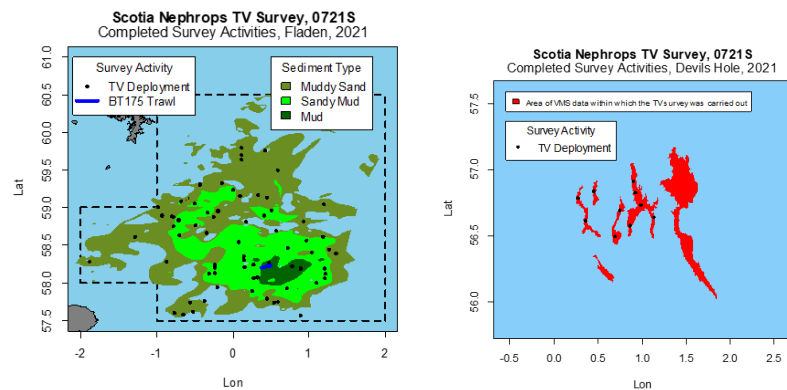 Scotia Nephrops TV Survey, 0721S
Completed Survey Activities, Fladen, 2021
Survey Activity
TV Deployment
BT175 Trawl
Sediment Type
Muddy Sand
Sandy Mud
Mud
Lat
61.0
60.5
60.0
59.5
59.0
58.5
58.0
57.5
-2
-1
0
1
2
Lon
Scotia Nephrops TV Survey, 0721S
Completed Survey Activities, Devils Hole, 2021
Area of VMS data within which the TVs urvey was carried out
Survey Activity
TV Deployment
Lat
57.5
57.0
56.5
56.0
-0.5
0.0
0.5
1.0
1.5
2.0
2.5
Lon